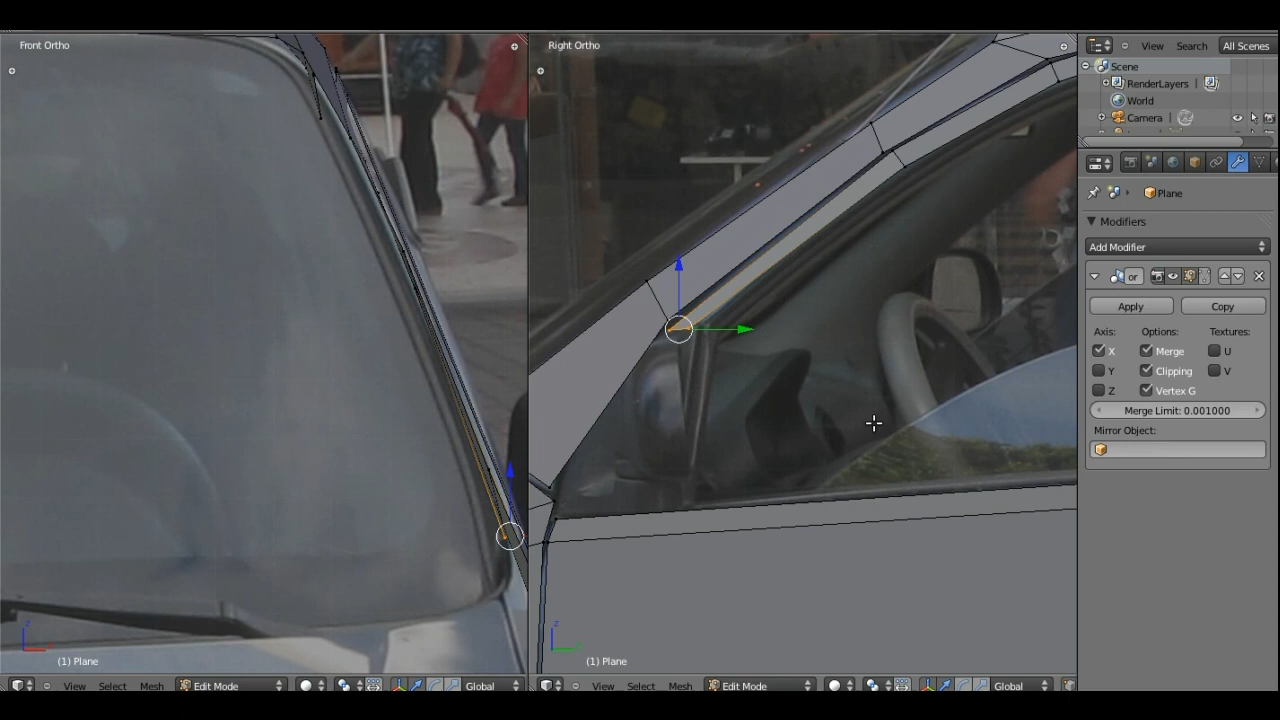 Front Ortho
Right Ortho
View Search All Scenes
Scene
RenderLayers |
World
Camera |
Plane
Modifiers
Add Modifier
or
Apply Copy
Axis: Options: Textures:
X Merge U
Y Clipping V
Z Vertex G
Merge Limit: 0.001000
Mirror Object:
(1) Plane
(1) Plane
View Select Mesh Edit Mode Global
View Select Mesh Edit Mode Global